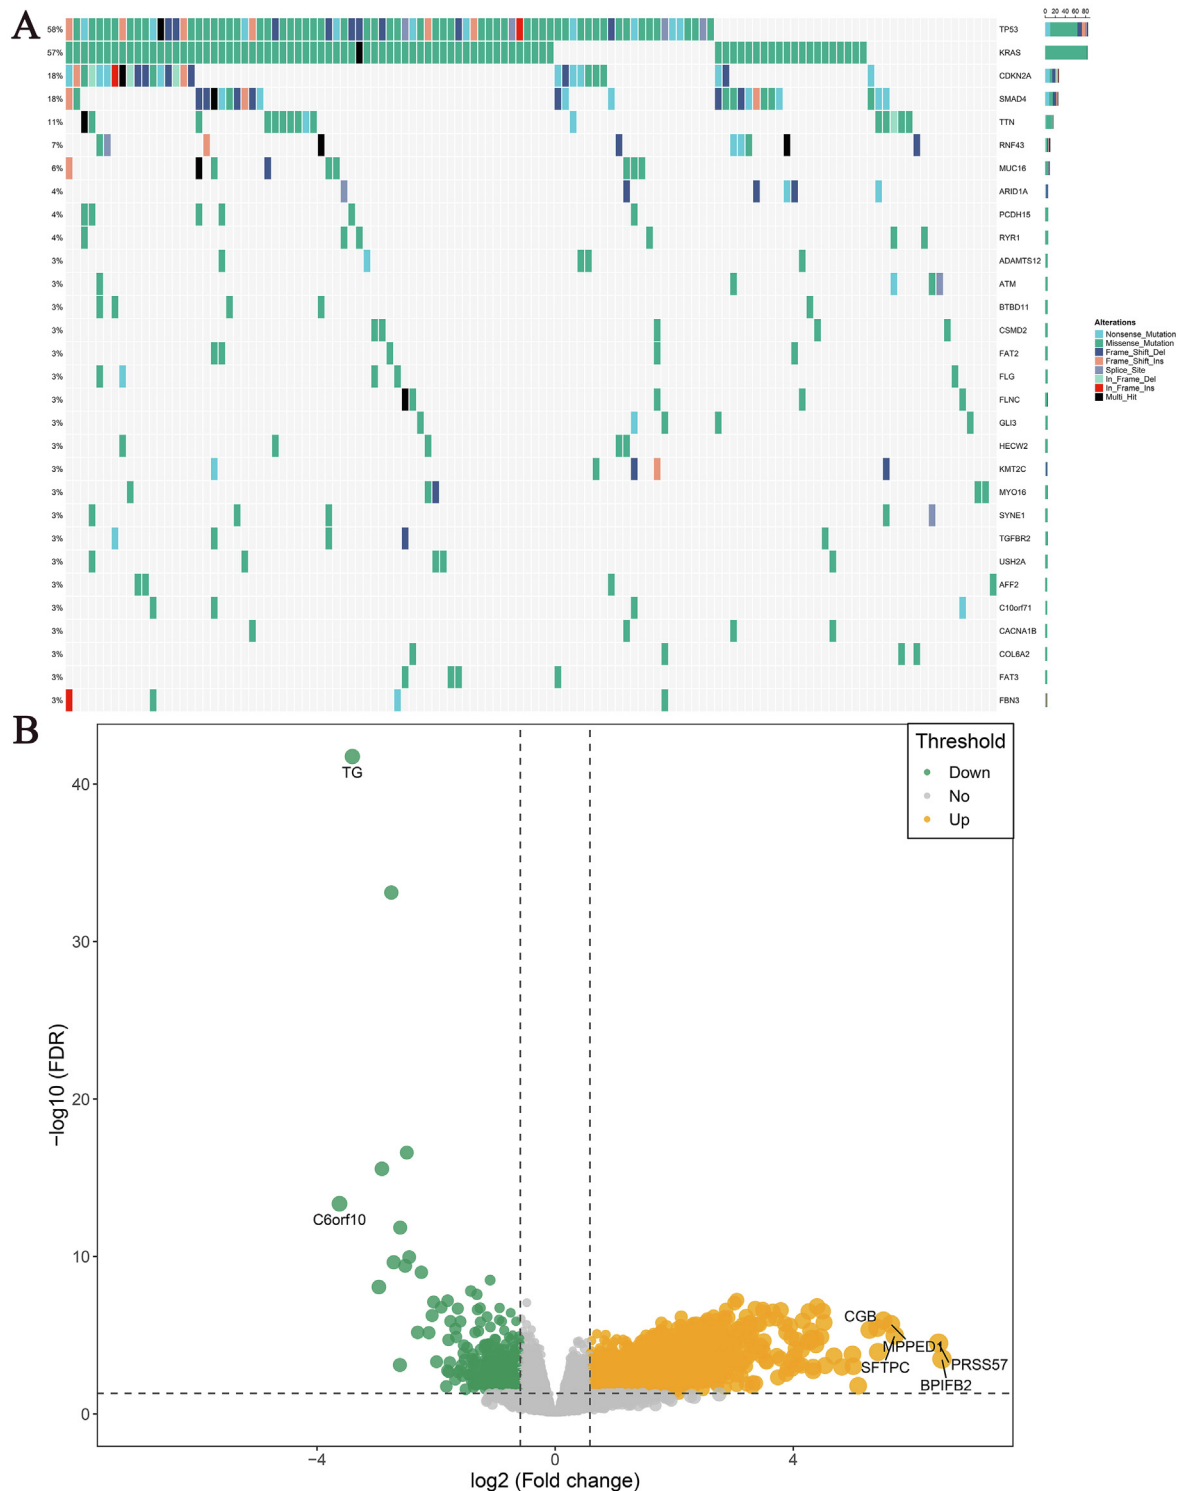 A
0 20 40 60 80
58% TP53
57% KRAS
18% CDKN2A
18% SMAD4
11% TTN
7% RNF43
6% MUC16
4% ARID1A
4% PCDH15
4% RYR1
3% ADAMTS12
3% ATM
3% BTBD11
3% CSMD2
3% FAT2
3% FLG
3% FLNC
3% GLI3
3% HECW2
3% KMT2C
3% MYO16
3% SYNE1
3% TGFBR2
3% USH2A
3% AFF2
3% C10orf71
3% CACNA1B
3% COL6A2
3% FAT3
3% FBN3
Alterations
Nonsense_Mutation
Missense_Mutation
Frame_Shift_Del
Frame_Shift_Ins
Splice_Site
In_Frame_Del
In_Frame_Ins
Multi_Hit
B
Threshold
Down
No
Up
TG
C6orf10
CGB
MPPED1
SFTPC
PRSS57
BPIFB2
40
30
20
10
0
−log10 (FDR)
−4 0 4
log2 (Fold change)